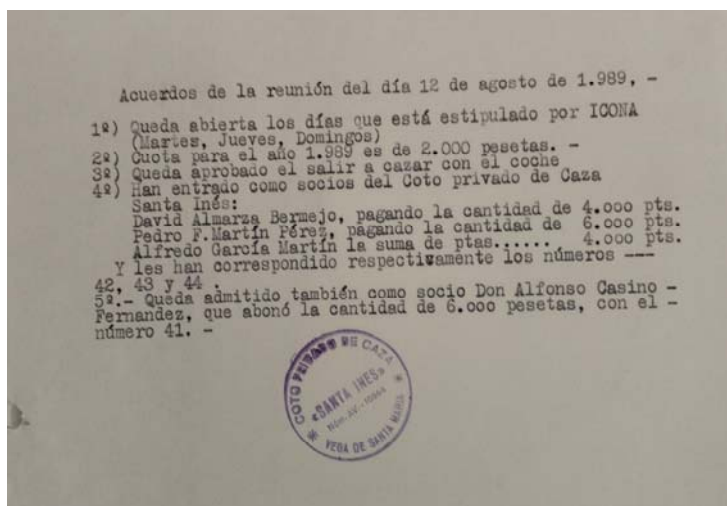 Acuerdos de la reunión del día 12 de agosto de 1.989, -
1º) Queda abierta los días que está estipulado por ICONA
(Martes, Jueves, Domingos)
2º) Cuota para el año 1.989 es de 2.000 pesetas. -
3º) Queda aprobado el salir a cazar con el coche
4º) Han entrado como socios del Coto privado de Caza
Santa Inés:
David Almarza Bermejo, pagando la cantidad de 4.000 pts.
Pedro F.Martín Pérez, pagando la cantidad de 6.000 pts.
Alfredo García Martín la suma de ptas...... 4.000 pts.
Y les han correspondido respectivamente los números ---
42, 43 y 44 .
5º.- Queda admitido también como socio Don Alfonso Casino -
Fernandez, que abonó la cantidad de 6.000 pesetas, con el -
número 41. -
COTO PRIVADO DE CAZA
«SANTA INES»
Núm. AV.-
VEGA DE SANTA MARIA